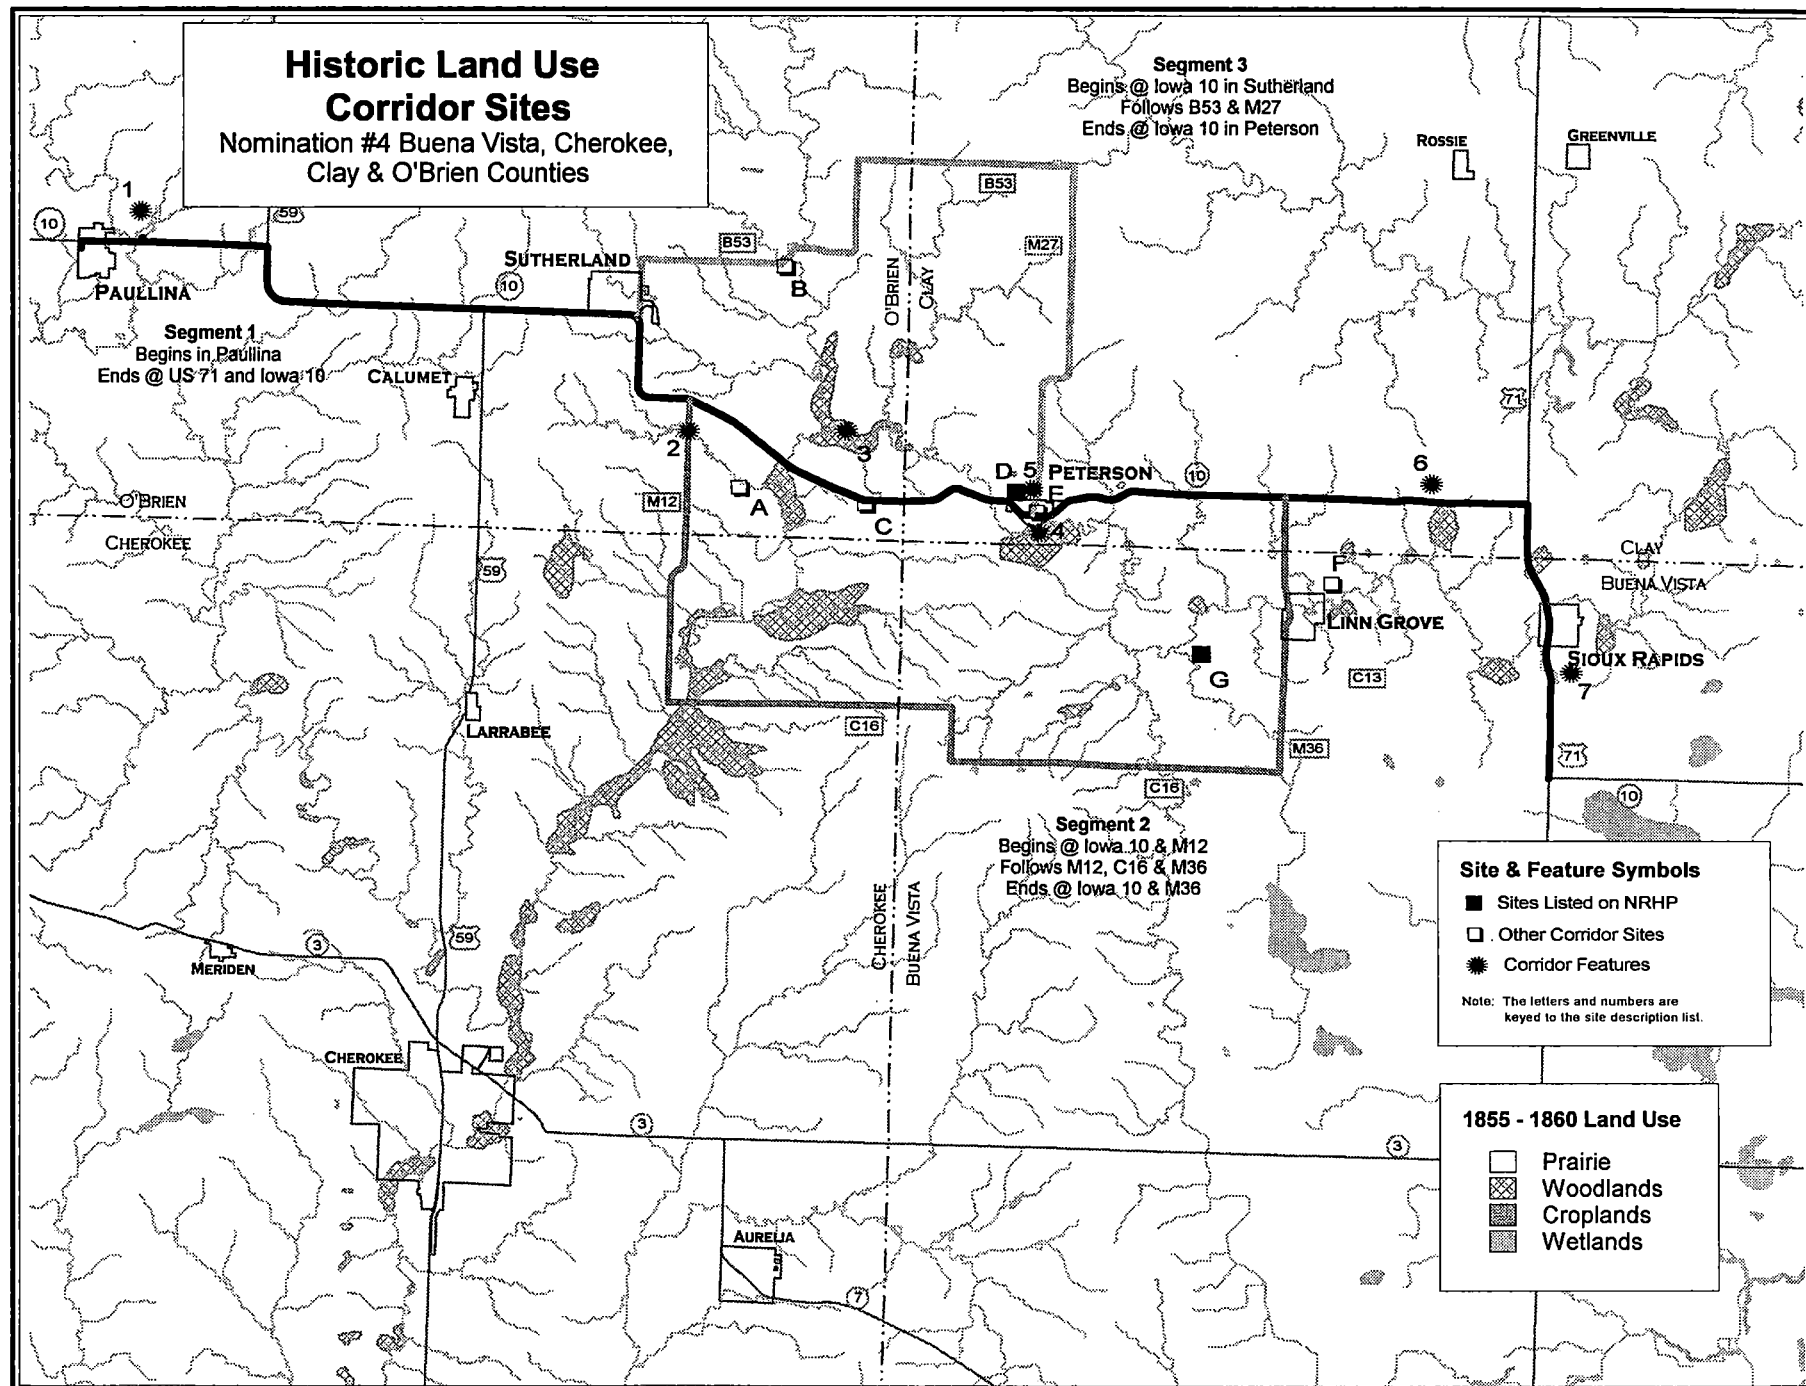 Historic Land Use
Corridor Sites
Nomination #4 Buena Vista, Cherokee,
Clay & O'Brien Counties
Segment 3
Begins @ Iowa 10 in Sutherland
Follows B53 & M27
Ends @ Iowa 10 in Peterson
ROSSIE
GREENVILLE
1
10
59
B53
B53
M27
SUTHERLAND
10
B
O'BRIEN
CLAY
PAULLINA
Segment 1
Begins in Paullina
Ends @ US 71 and Iowa 10
CALUMET
71
2
3
D
5
PETERSON
10
6
E
M12
A
C
4
O'BRIEN
CHEROKEE
59
CLAY
BUENA VISTA
F
LINN GROVE
SIOUX RAPIDS
G
C13
7
LARRABEE
C16
M36
71
C16
10
Segment 2
Begins @ Iowa 10 & M12
Follows M12, C16 & M36
Ends @ Iowa 10 & M36
CHEROKEE
BUENA VISTA
Site & Feature Symbols
Sites Listed on NRHP
Other Corridor Sites
Corridor Features
Note: The letters and numbers are
keyed to the site description list.
59
3
MERIDEN
CHEROKEE
3
3
1855 - 1860 Land Use
Prairie
Woodlands
Croplands
Wetlands
AURELIA
7